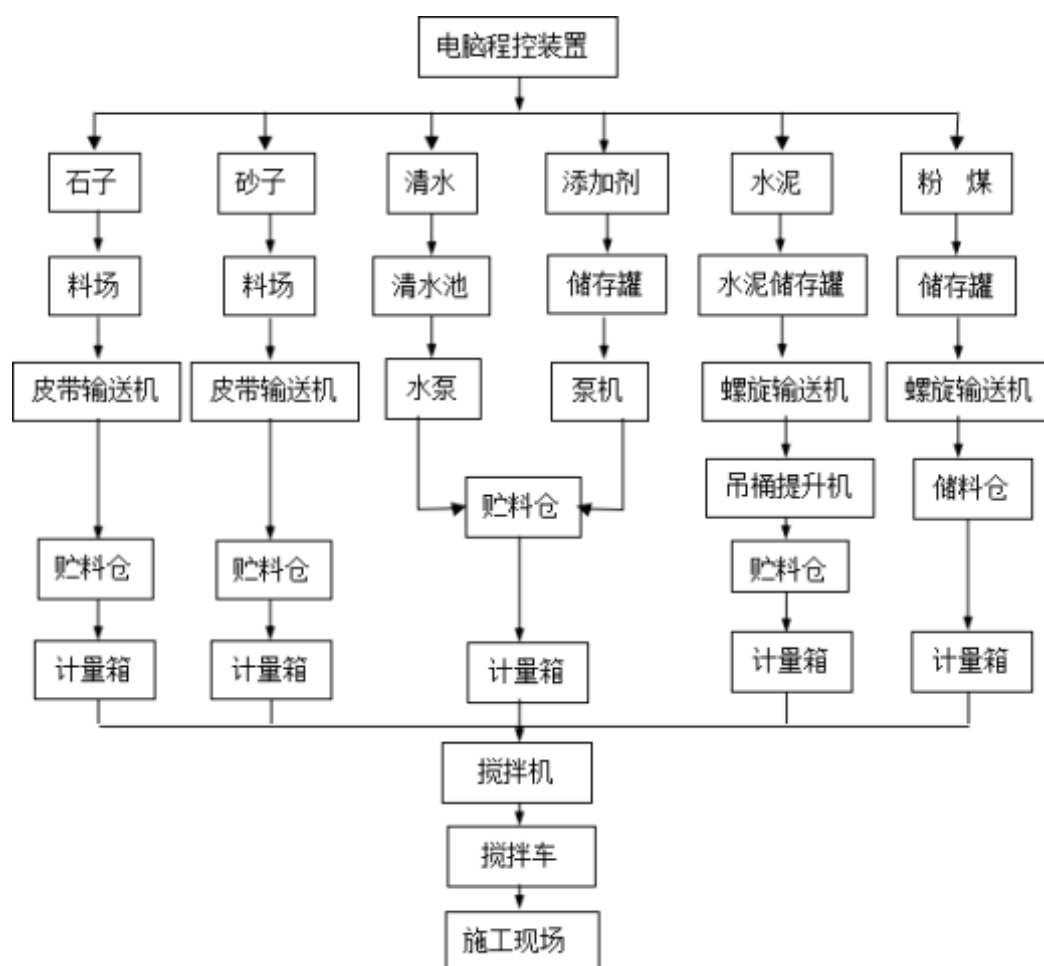 电脑程控装置
石子
砂子
清水
添加剂
水泥
粉 煤
料场
料场
清水池
储存罐
水泥储存罐
储存罐
皮带输送机
皮带输送机
水泵
泵机
螺旋输送机
螺旋输送机
贮料仓
吊桶提升机
储料仓
贮料仓
贮料仓
贮料仓
计量箱
计量箱
计量箱
计量箱
计量箱
搅拌机
搅拌车
施工现场